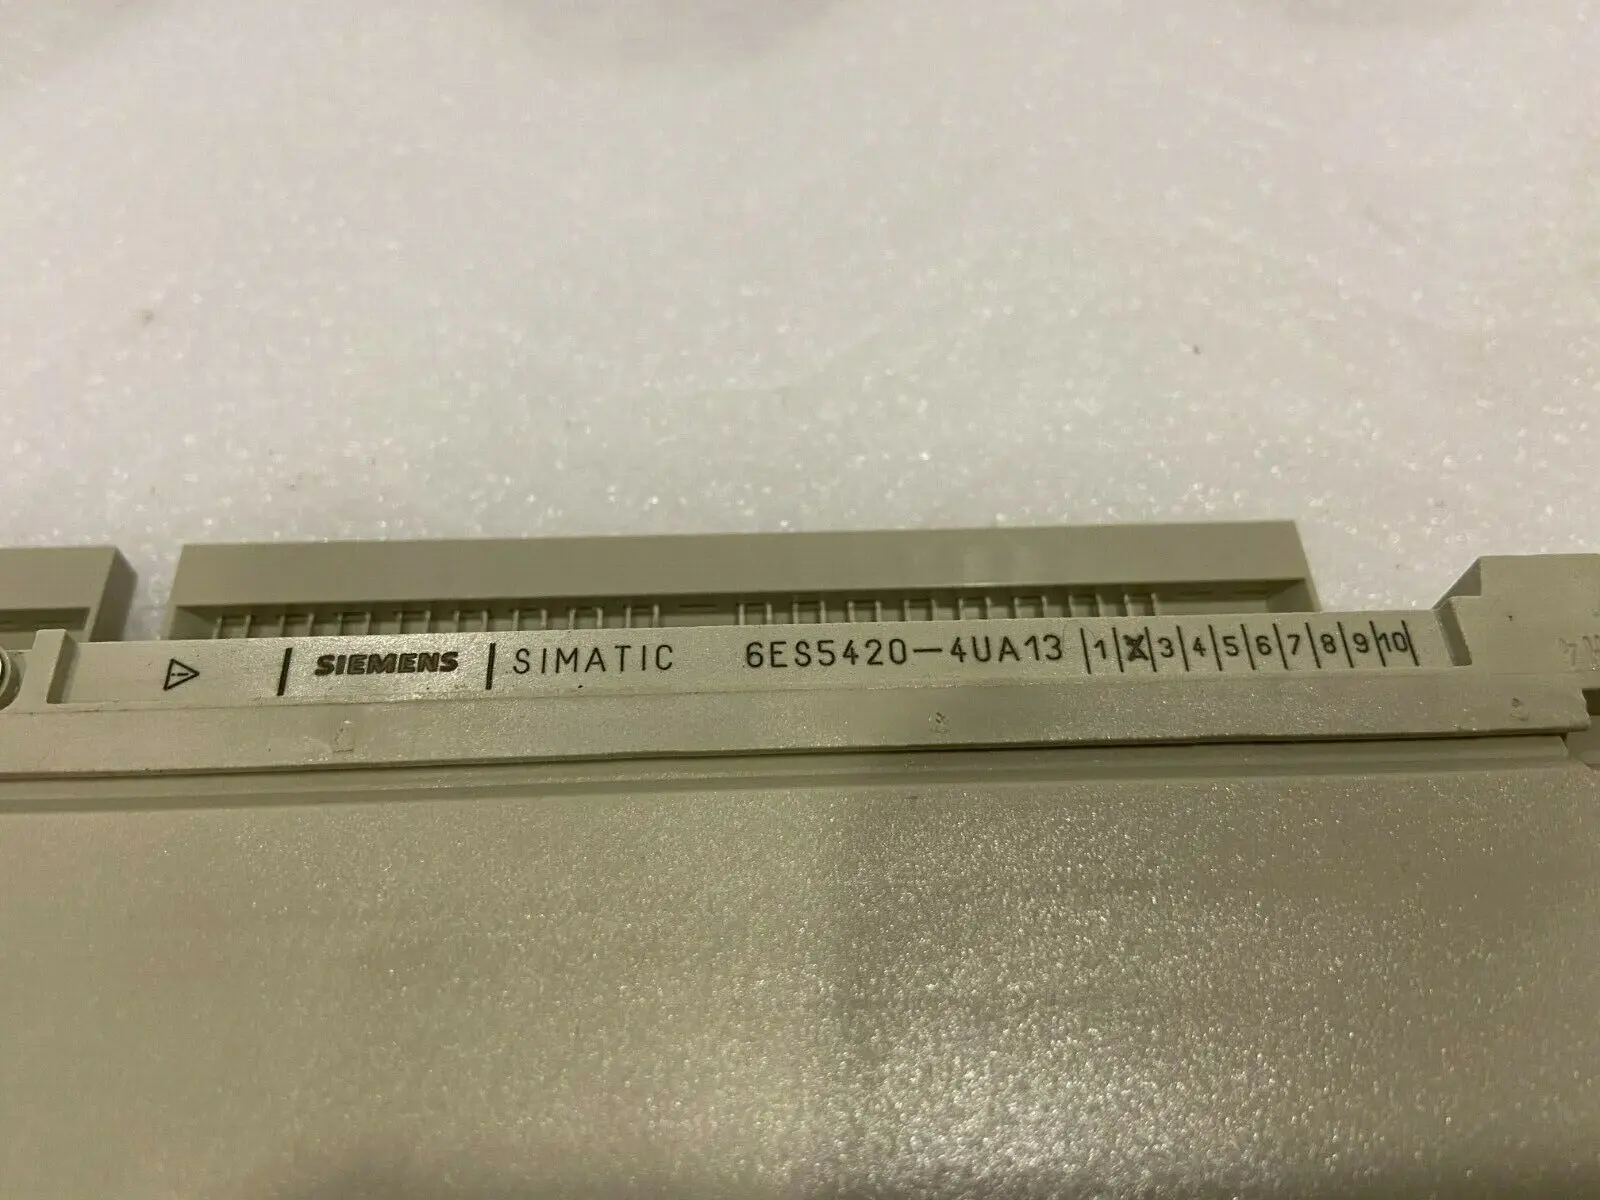 SIEMENS SIMATIC 6ES5420-4UA13 1 X 3 4 5 6 7 8 9 10